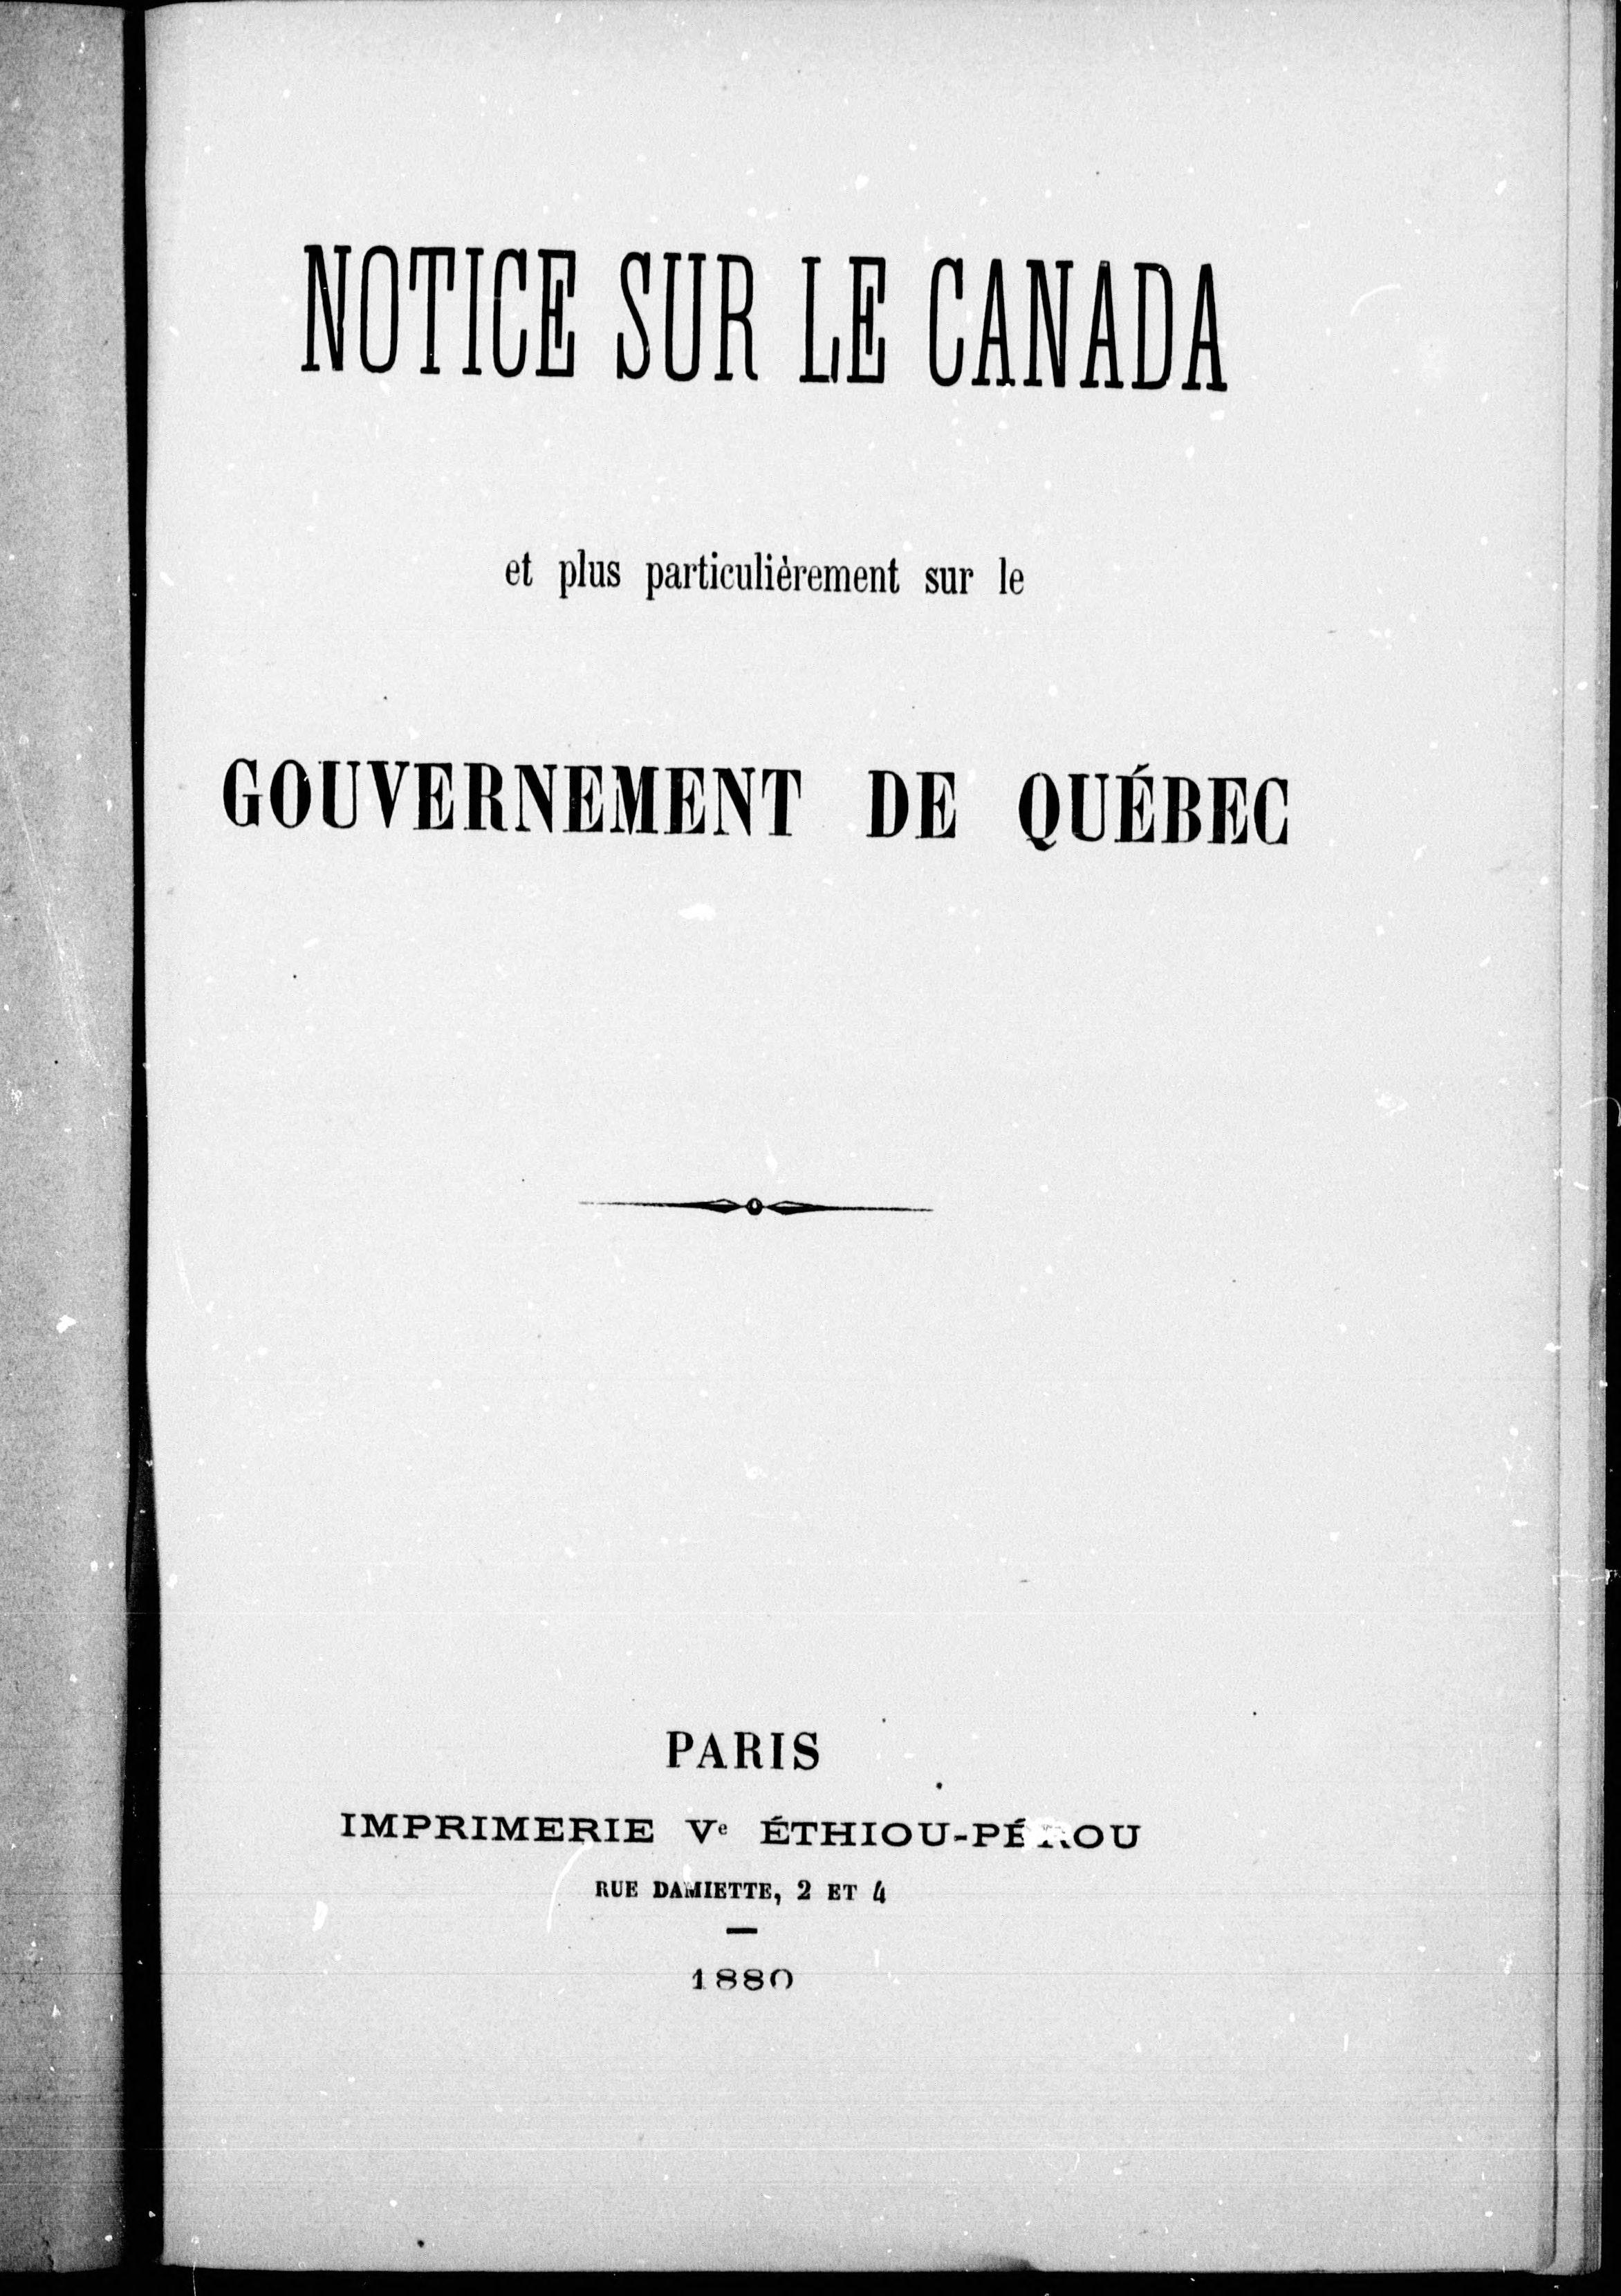 NOTICE SUR LE CANADA
et plus particulièrement sur le
GOUVERNEMENT DE QUÉBEC
PARIS
IMPRIMERIE Ve ÉTHIOU-PÉROU
RUE DAMIETTE, 2 ET 4
1880